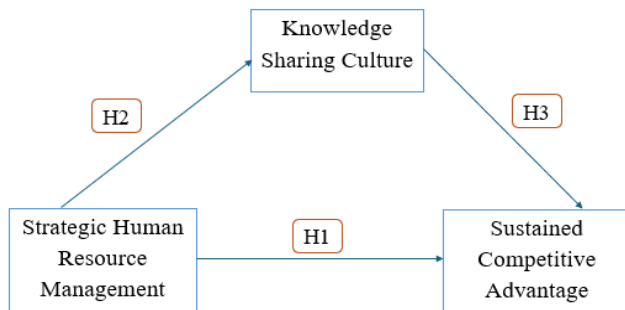 Knowledge
Sharing Culture
H2
H3
Strategic Human
Resource
Management
H1
Sustained
Competitive
Advantage